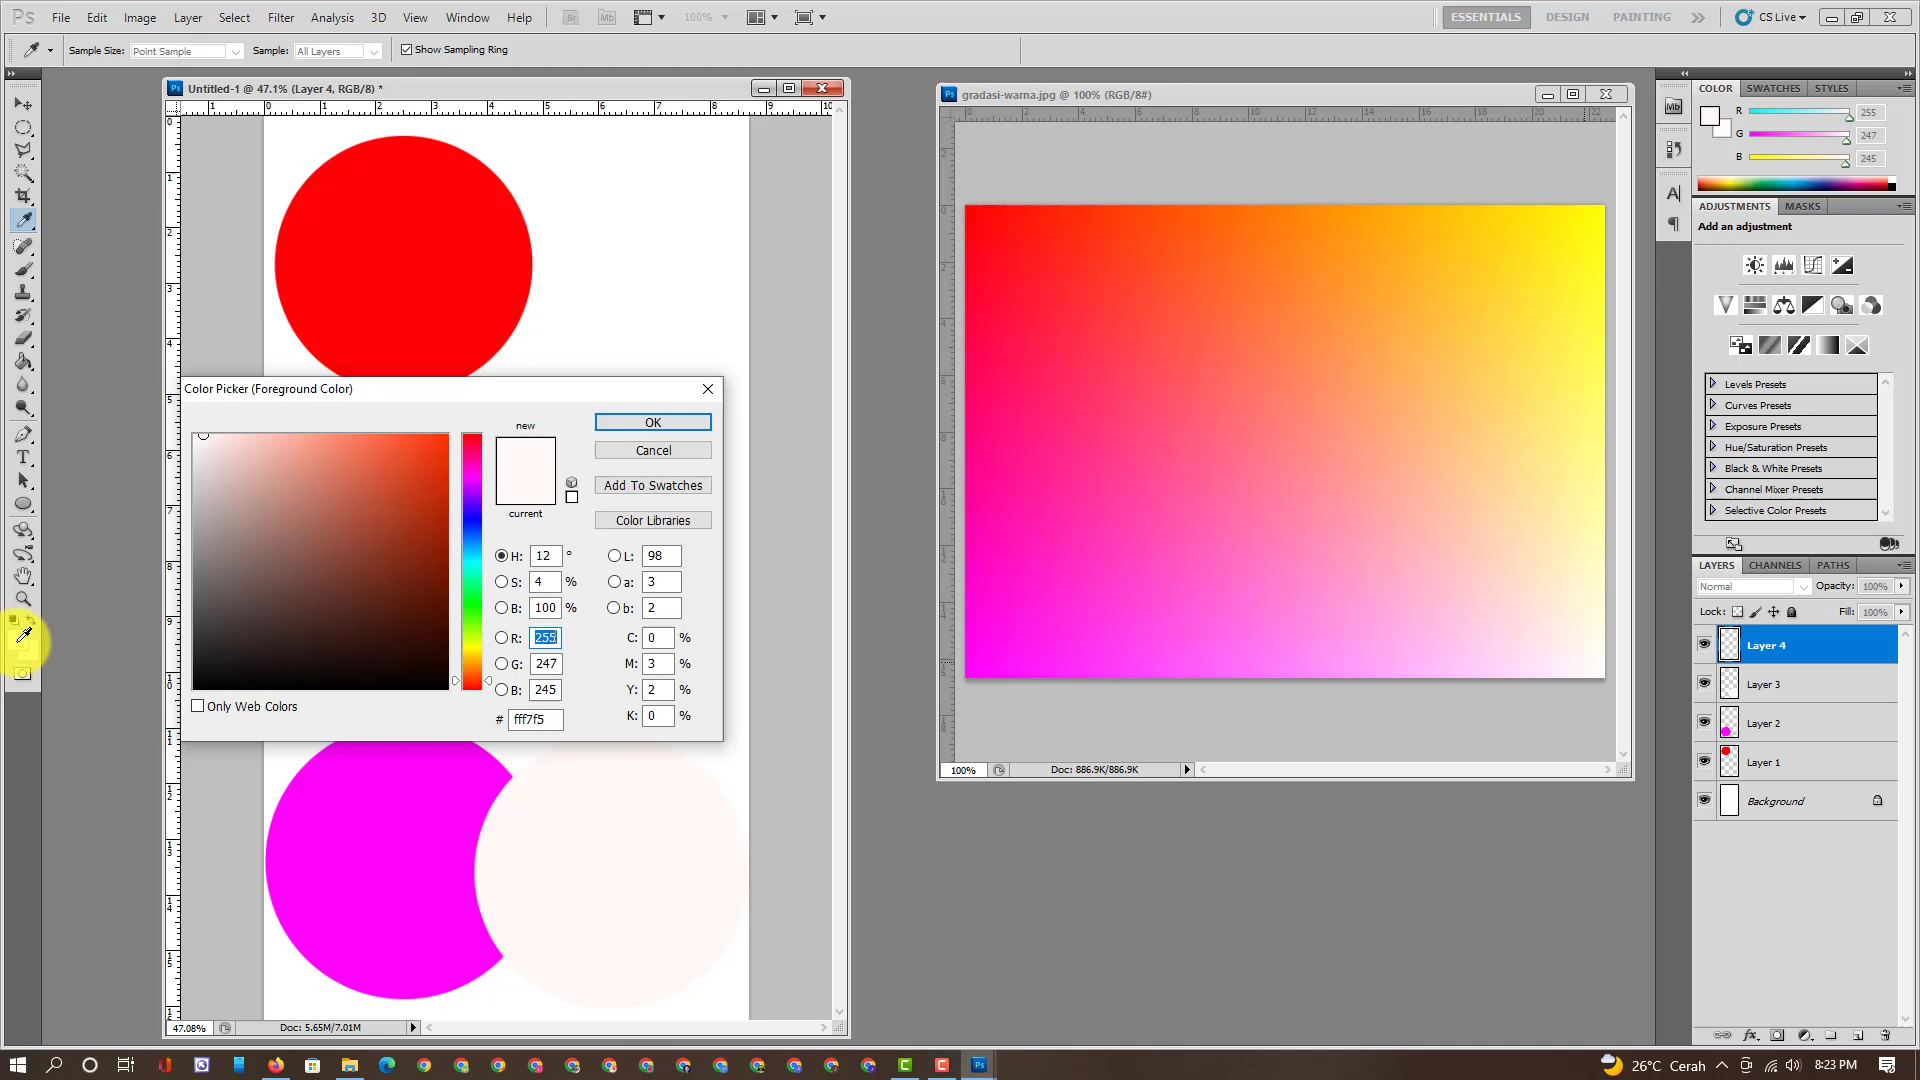 Ps File Edit Image Layer Select Filter Analysis 3D View Window Help Br Mb 100% ESSENTIALS DESIGN PAINTING CS Live
Sample Size: Point Sample Sample: All Layers Show Sampling Ring
Untitled-1 @ 47.1% (Layer 4, RGB/8) *
gradasi-warna.jpg @ 100% (RGB/8#)
COLOR SWATCHES STYLES
R 255
G 247
B 245
ADJUSTMENTS MASKS
Add an adjustment
Levels Presets
Curves Presets
Exposure Presets
Hue/Saturation Presets
Black & White Presets
Channel Mixer Presets
Selective Color Presets
Color Picker (Foreground Color)
new
current
OK
Cancel
Add To Swatches
Color Libraries
H: 12 ° L: 98
S: 4 % a: 3
B: 100 % b: 2
R: 255 C: 0 %
G: 247 M: 3 %
B: 245 Y: 2 %
# fff7f5 K: 0 %
Only Web Colors
LAYERS CHANNELS PATHS
Normal Opacity: 100%
Lock: Fill: 100%
Layer 4
Layer 3
Layer 2
Layer 1
Background
100% Doc: 886.9K/886.9K
47.08% Doc: 5.65M/7.01M
26°C Cerah 8:23 PM